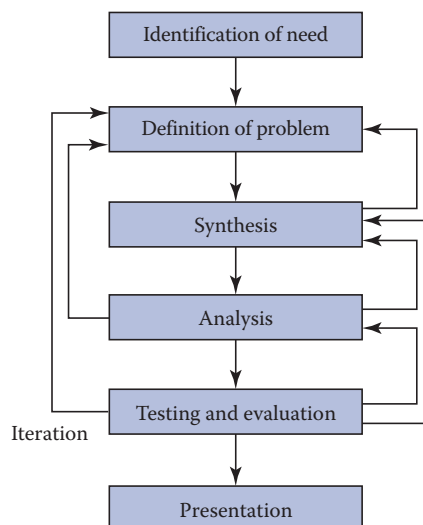 Identification of need
Definition of problem
Synthesis
Analysis
Testing and evaluation
Iteration
Presentation